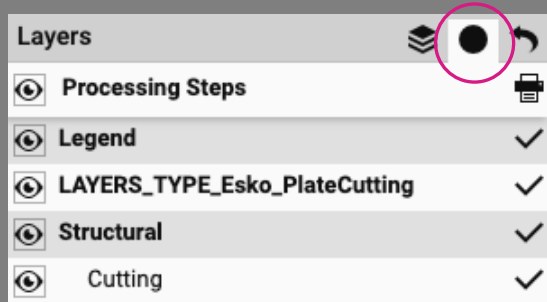 Layers
Processing Steps
Legend
LAYERS_TYPE_Esko_PlateCutting
Structural
Cutting